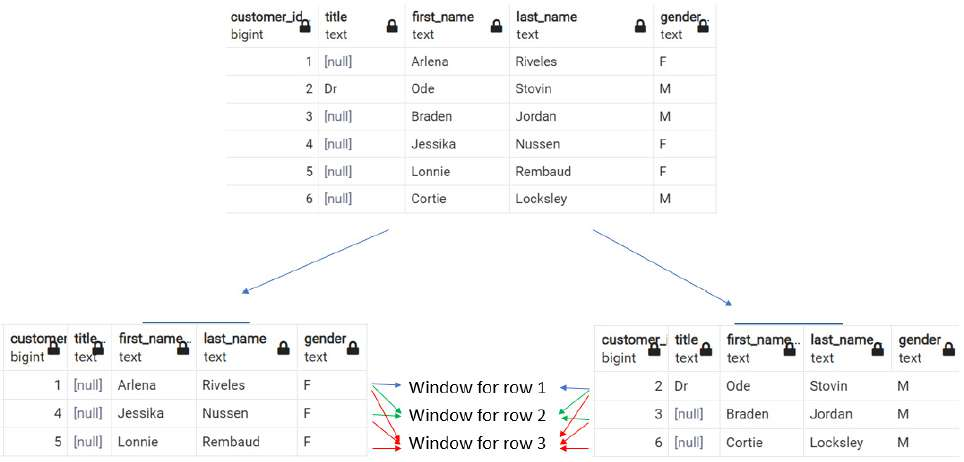 customer_id title first_name last_name gender
bigint text text text text
1 [null] Arlena Riveles F
2 Dr Ode Stovin M
3 [null] Braden Jordan M
4 [null] Jessika Nussen F
5 [null] Lonnie Rembaud F
6 [null] Cortie Locksley M
customer title... first_name... last_name gender
bigint text text text text
1 [null] Arlena Riveles F
4 [null] Jessika Nussen F
5 [null] Lonnie Rembaud F
Window for row 1
Window for row 2
Window for row 3
customer_i title first_name... last_name gender
bigint text text text text
2 Dr Ode Stovin M
3 [null] Braden Jordan M
6 [null] Cortie Locksley M